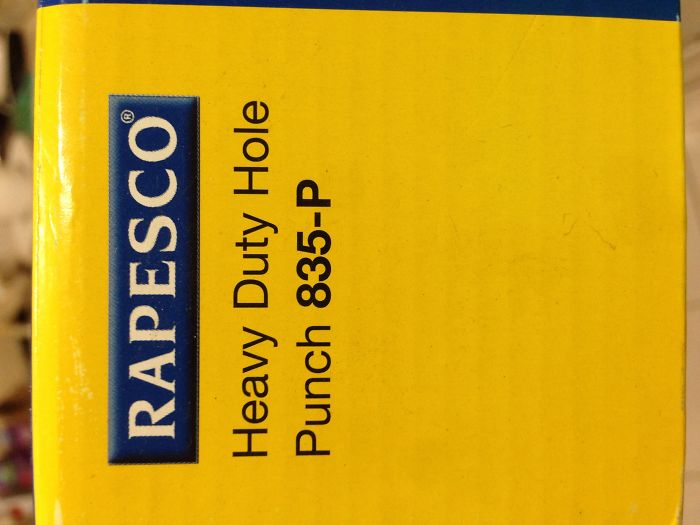 RAPESCO®
Heavy Duty Hole
Punch 835-P